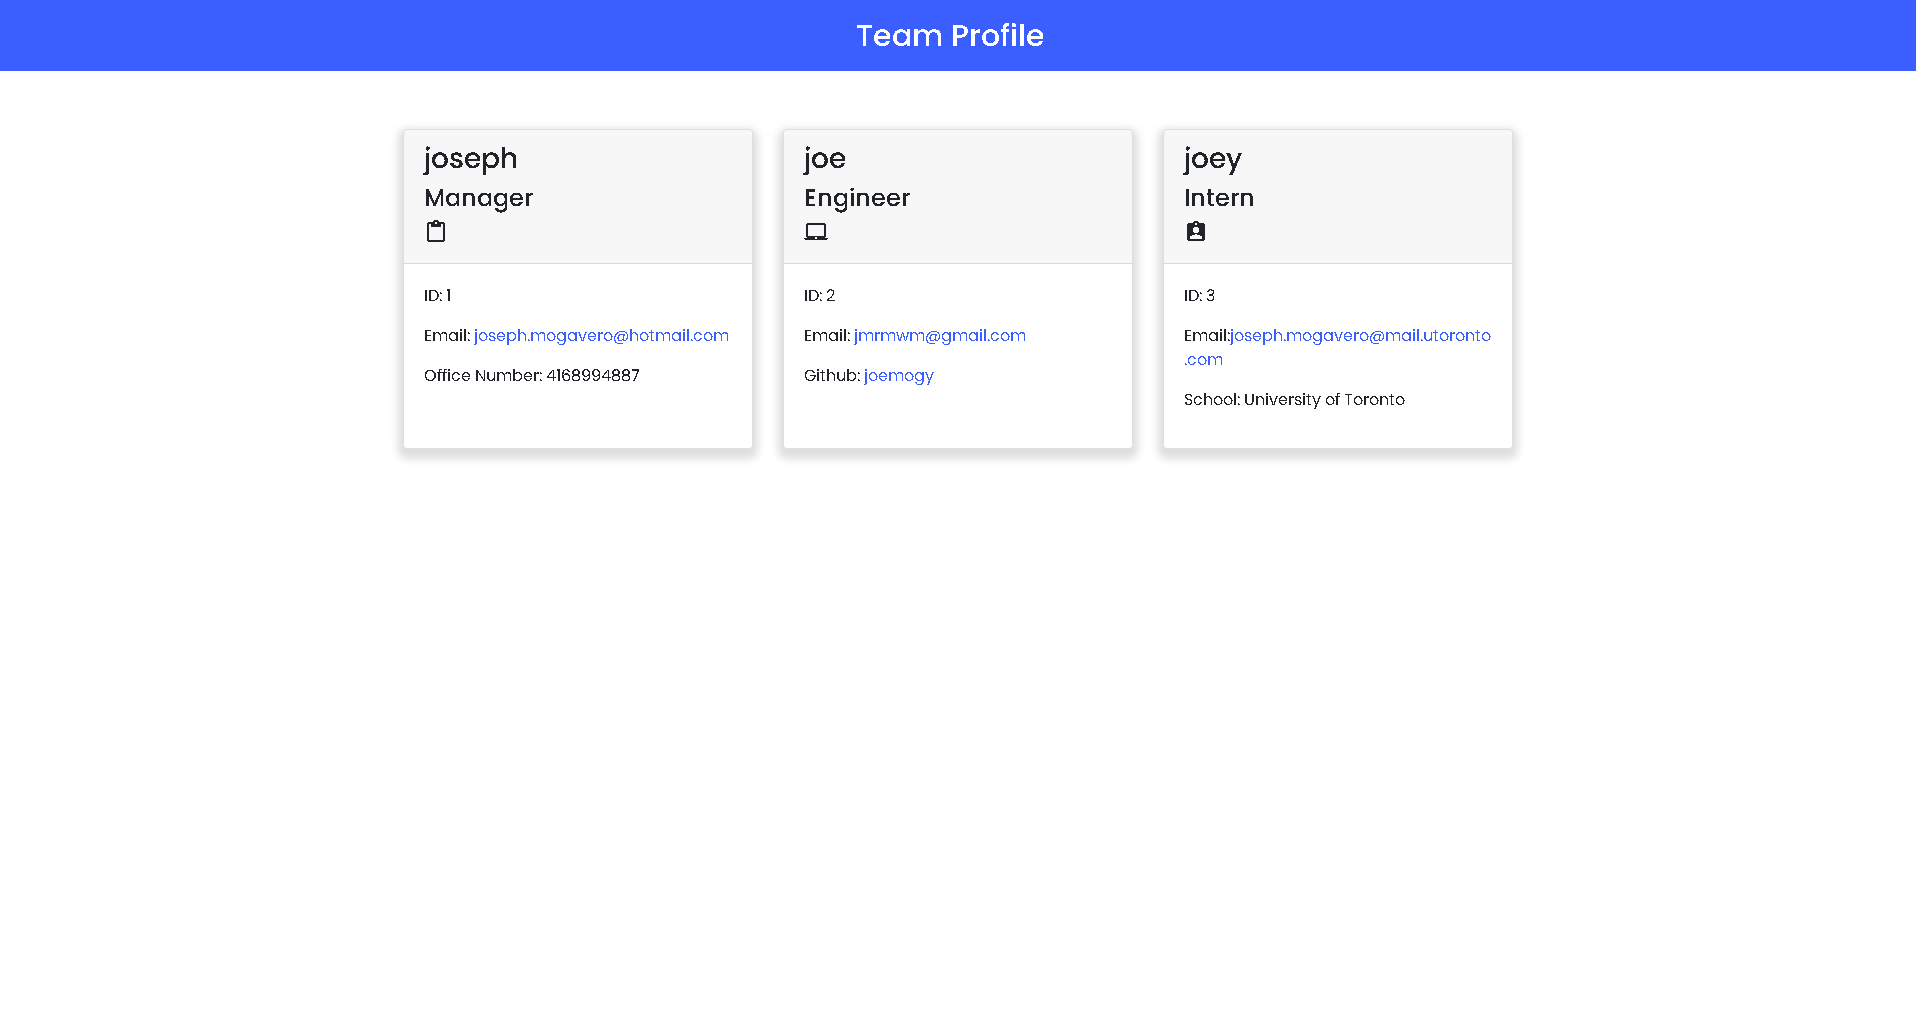 Team Profile
joseph
Manager
ID: 1
Email: joseph.mogavero@hotmail.com
Office Number: 4168994887
joe
Engineer
ID: 2
Email: jmrmwm@gmail.com
Github: joemogy
joey
Intern
ID: 3
Email:joseph.mogavero@mail.utoronto
.com
School: University of Toronto